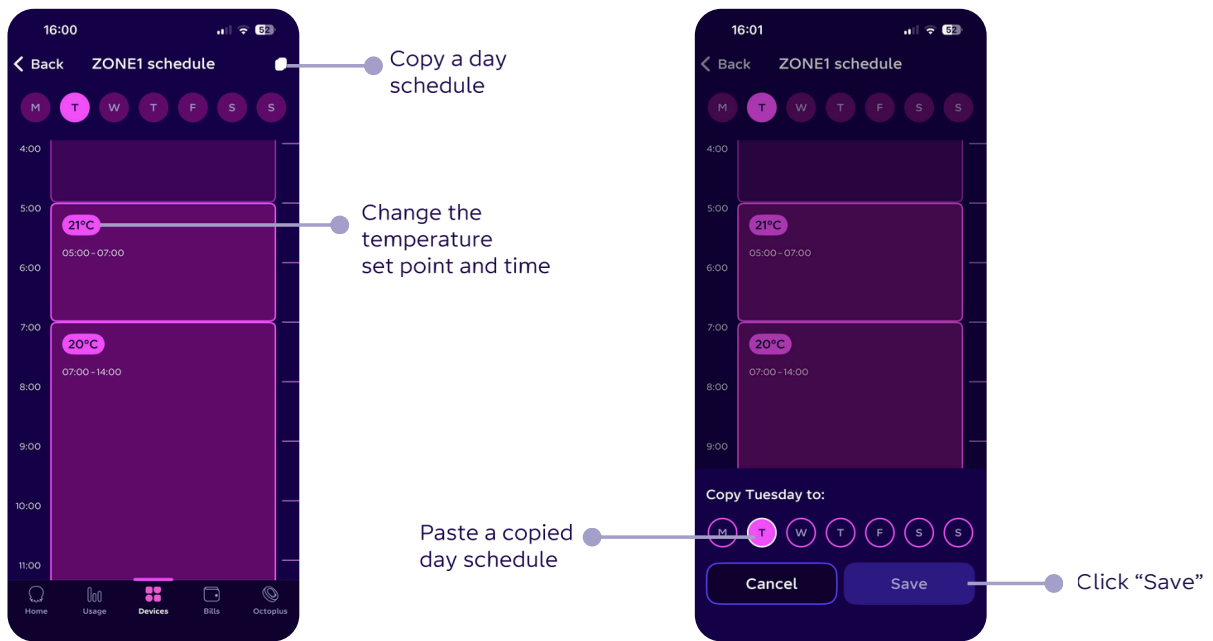 16:00
52
Back
ZONE1 schedule
M T W T F S S
4:00
5:00
21°C
05:00-07:00
6:00
7:00
20°C
07:00-14:00
8:00
9:00
10:00
11:00
Home Usage Devices Bills Octoplus
Copy a day
schedule
Change the
temperature
set point and time
16:01
52
Back
ZONE1 schedule
M T W T F S S
4:00
5:00
21°C
05:00-07:00
6:00
7:00
20°C
07:00-14:00
8:00
9:00
Copy Tuesday to:
M T W T F S S
Cancel
Save
Paste a copied
day schedule
Click “Save”